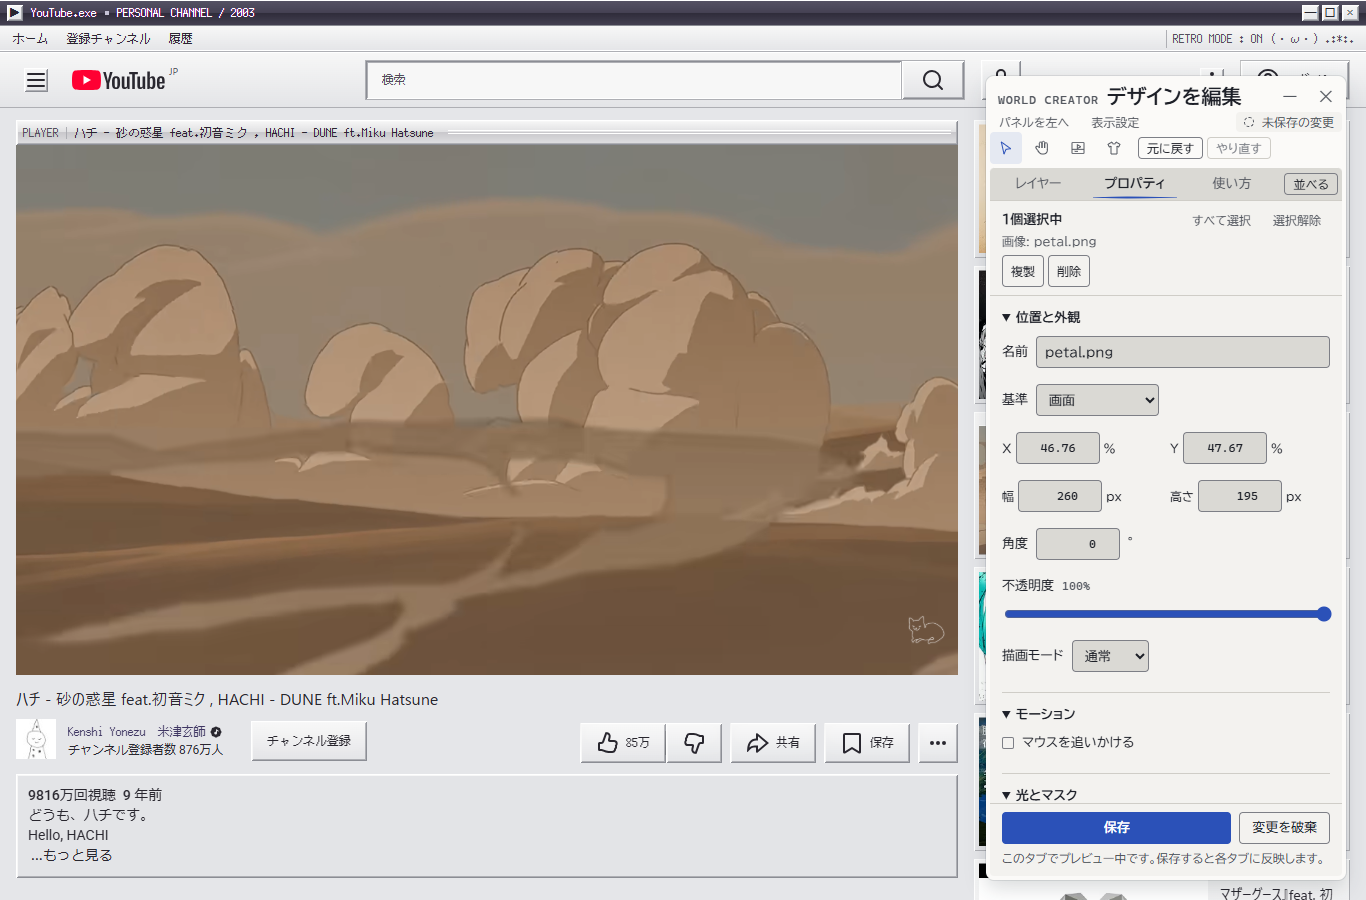 YouTube.exe ▪ PERSONAL CHANNEL / 2003
ホーム 登録チャンネル 履歴
RETRO MODE : ON (・ω・) .:*:.
YouTube JP
検索
PLAYER ハチ - 砂の惑星 feat.初音ミク , HACHI - DUNE ft.Miku Hatsune
ハチ - 砂の惑星 feat.初音ミク , HACHI - DUNE ft.Miku Hatsune
Kenshi Yonezu 米津玄師
チャンネル登録者数 876万人
チャンネル登録
85万
共有
保存
9816万回視聴 9 年前
どうも、ハチです。
Hello, HACHI
...もっと見る
WORLD CREATOR デザインを編集
パネルを左へ 表示設定 未保存の変更
元に戻す やり直す
レイヤー プロパティ 使い方 並べる
1個選択中 すべて選択 選択解除
画像: petal.png
複製 削除
▼ 位置と外観
名前 petal.png
基準 画面
X 46.76 % Y 47.67 %
幅 260 px 高さ 195 px
角度 0 °
不透明度 100%
描画モード 通常
▼ モーション
マウスを追いかける
▼ 光とマスク
保存 変更を破棄
このタブでプレビュー中です。保存すると各タブに反映します。
マザーグース』feat. 初